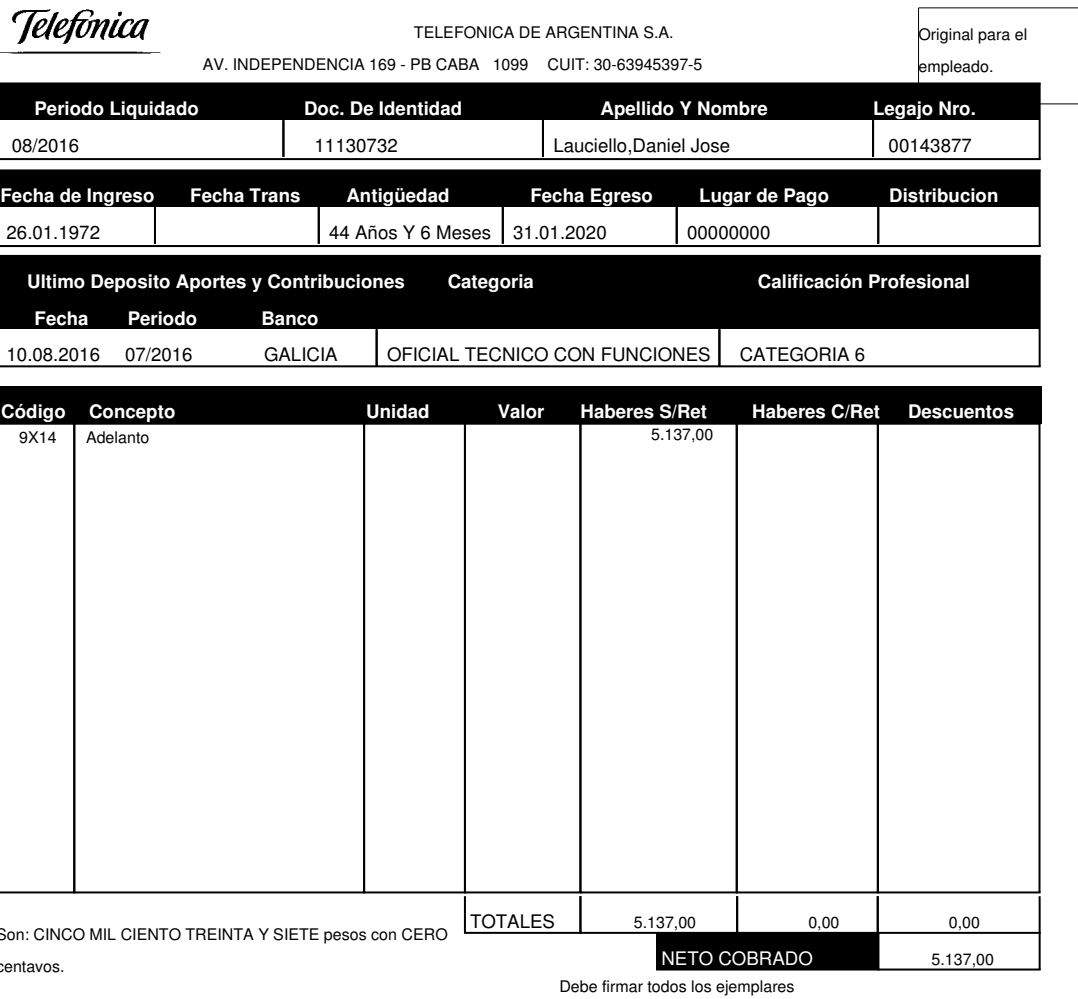 Telefónica
TELEFONICA DE ARGENTINA S.A.
Original para el
AV. INDEPENDENCIA 169 - PB CABA 1099 CUIT: 30-63945397-5
empleado.
Periodo Liquidado Doc. De Identidad Apellido Y Nombre Legajo Nro.
08/2016 11130732 Lauciello,Daniel Jose 00143877
Fecha de Ingreso Fecha Trans Antigüedad Fecha Egreso Lugar de Pago Distribucion
26.01.1972 44 Años Y 6 Meses 31.01.2020 00000000
Ultimo Deposito Aportes y Contribuciones Categoria Calificación Profesional
Fecha Periodo Banco
10.08.2016 07/2016 GALICIA OFICIAL TECNICO CON FUNCIONES CATEGORIA 6
Código Concepto Unidad Valor Haberes S/Ret Haberes C/Ret Descuentos
9X14 Adelanto 5.137,00
TOTALES 5.137,00 0,00 0,00
Son: CINCO MIL CIENTO TREINTA Y SIETE pesos con CERO
centavos.
NETO COBRADO 5.137,00
Debe firmar todos los ejemplares